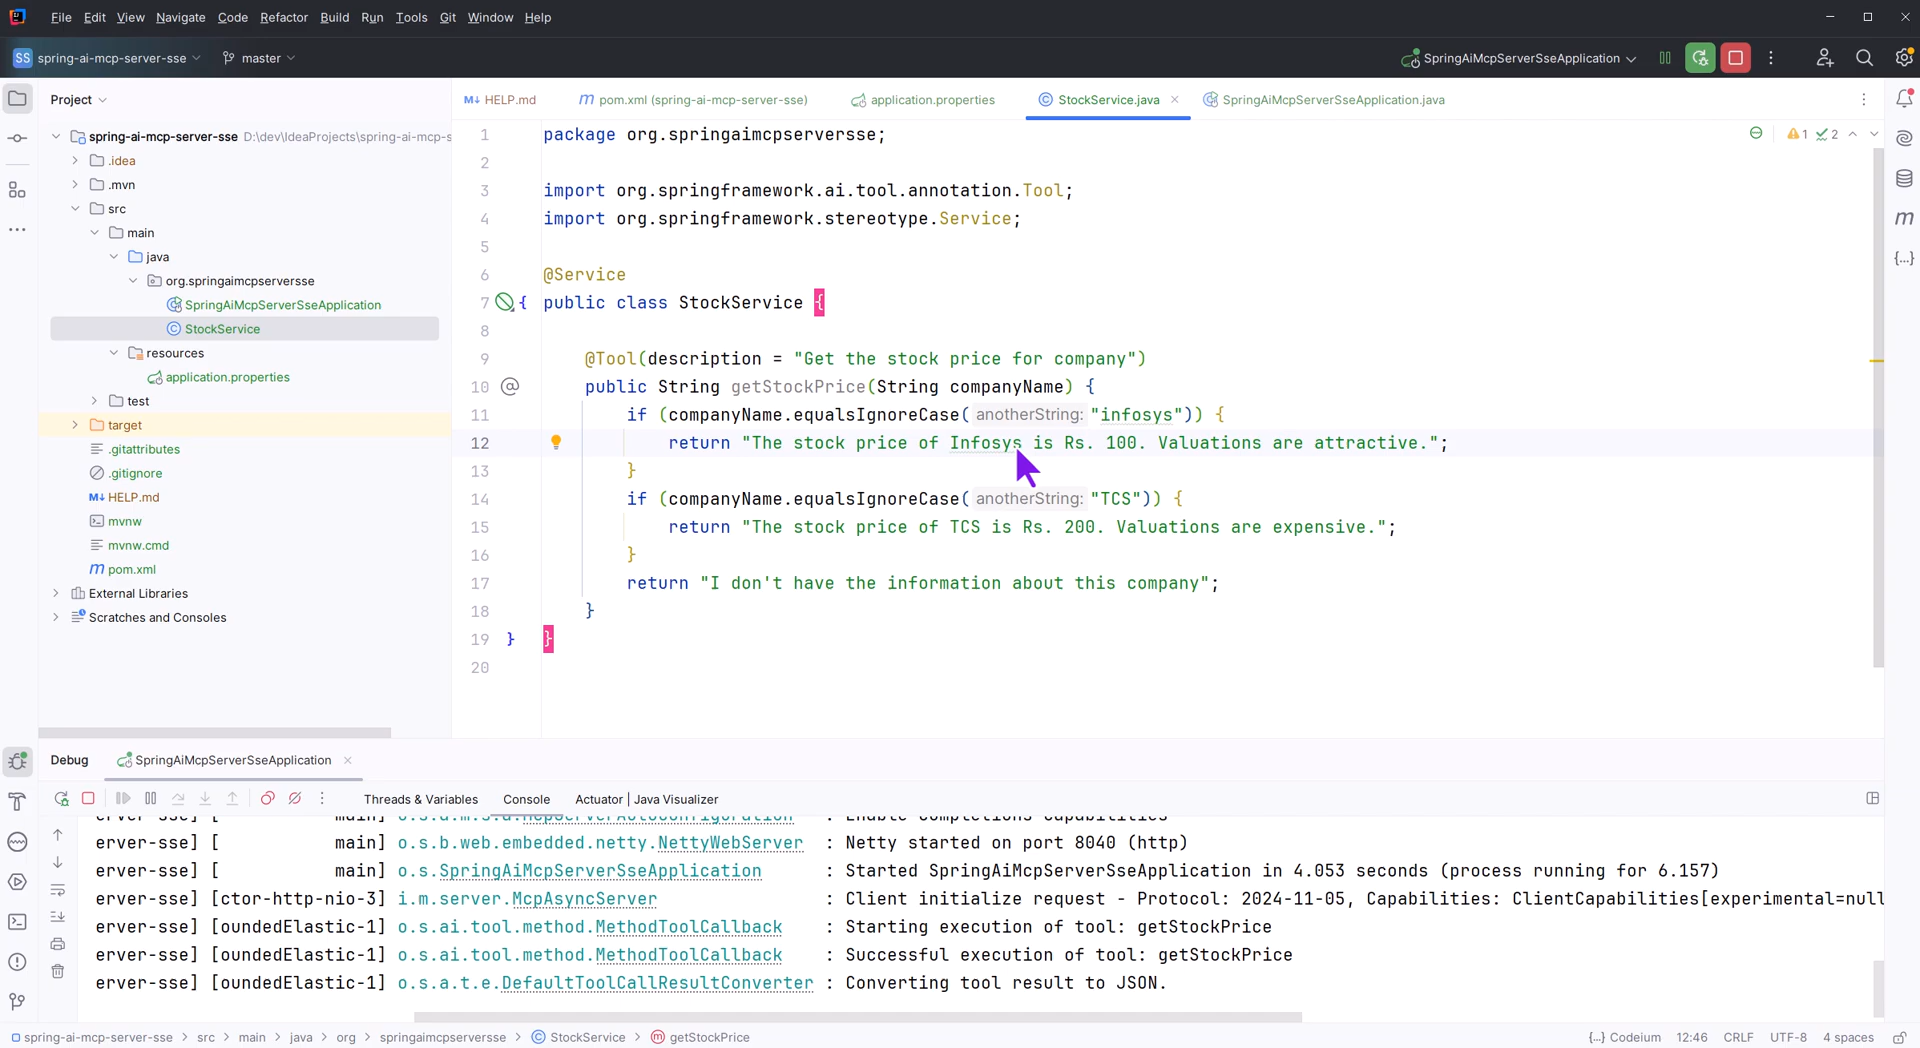 File Edit View Navigate Code Refactor Build Run Tools Git Window Help
SS spring-ai-mcp-server-sse master SpringAiMcpServerSseApplication
Project
spring-ai-mcp-server-sse D:\dev\IdeaProjects\spring-ai-mcp-s
.idea
.mvn
src
main
java
org.springaimcpserversse
SpringAiMcpServerSseApplication
StockService
resources
application.properties
test
target
.gitattributes
.gitignore
M↓ HELP.md
mvnw
mvnw.cmd
m pom.xml
External Libraries
Scratches and Consoles
M↓ HELP.md m pom.xml (spring-ai-mcp-server-sse) application.properties StockService.java SpringAiMcpServerSseApplication.java
1 package org.springaimcpserversse;
2
3 import org.springframework.ai.tool.annotation.Tool;
4 import org.springframework.stereotype.Service;
5
6 @Service
7 { public class StockService {
8
9 @Tool(description = "Get the stock price for company")
10 @ public String getStockPrice(String companyName) {
11 if (companyName.equalsIgnoreCase( anotherString: "infosys")) {
12 return "The stock price of Infosys is Rs. 100. Valuations are attractive.";
13 }
14 if (companyName.equalsIgnoreCase( anotherString: "TCS")) {
15 return "The stock price of TCS is Rs. 200. Valuations are expensive.";
16 }
17 return "I don't have the information about this company";
18 }
19 } }
20
1 2
m
{...}
Debug SpringAiMcpServerSseApplication
Threads & Variables Console Actuator Java Visualizer
erver-sse] [ main] o.s.a.m.s.a.McpServerAutoConfiguration : Enable completions capabilities
erver-sse] [ main] o.s.b.web.embedded.netty.NettyWebServer : Netty started on port 8040 (http)
erver-sse] [ main] o.s.SpringAiMcpServerSseApplication : Started SpringAiMcpServerSseApplication in 4.053 seconds (process running for 6.157)
erver-sse] [ctor-http-nio-3] i.m.server.McpAsyncServer : Client initialize request - Protocol: 2024-11-05, Capabilities: ClientCapabilities[experimental=null
erver-sse] [oundedElastic-1] o.s.ai.tool.method.MethodToolCallback : Starting execution of tool: getStockPrice
erver-sse] [oundedElastic-1] o.s.ai.tool.method.MethodToolCallback : Successful execution of tool: getStockPrice
erver-sse] [oundedElastic-1] o.s.a.t.e.DefaultToolCallResultConverter : Converting tool result to JSON.
spring-ai-mcp-server-sse > src > main > java > org > springaimcpserversse > StockService > getStockPrice {...} Codeium 12:46 CRLF UTF-8 4 spaces